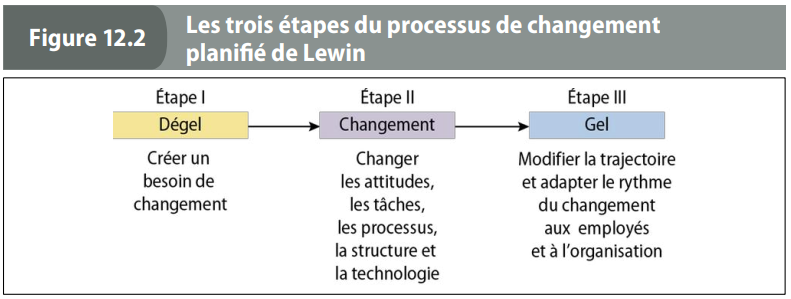 Figure 12.2
Les trois étapes du processus de changement
planifié de Lewin
Étape I
Dégel
Créer un
besoin de
changement
Étape II
Changement
Changer
les attitudes,
les tâches,
les processus,
la structure et
la technologie
Étape III
Gel
Modifier la trajectoire
et adapter le rythme
du changement
aux employés
et à l'organisation